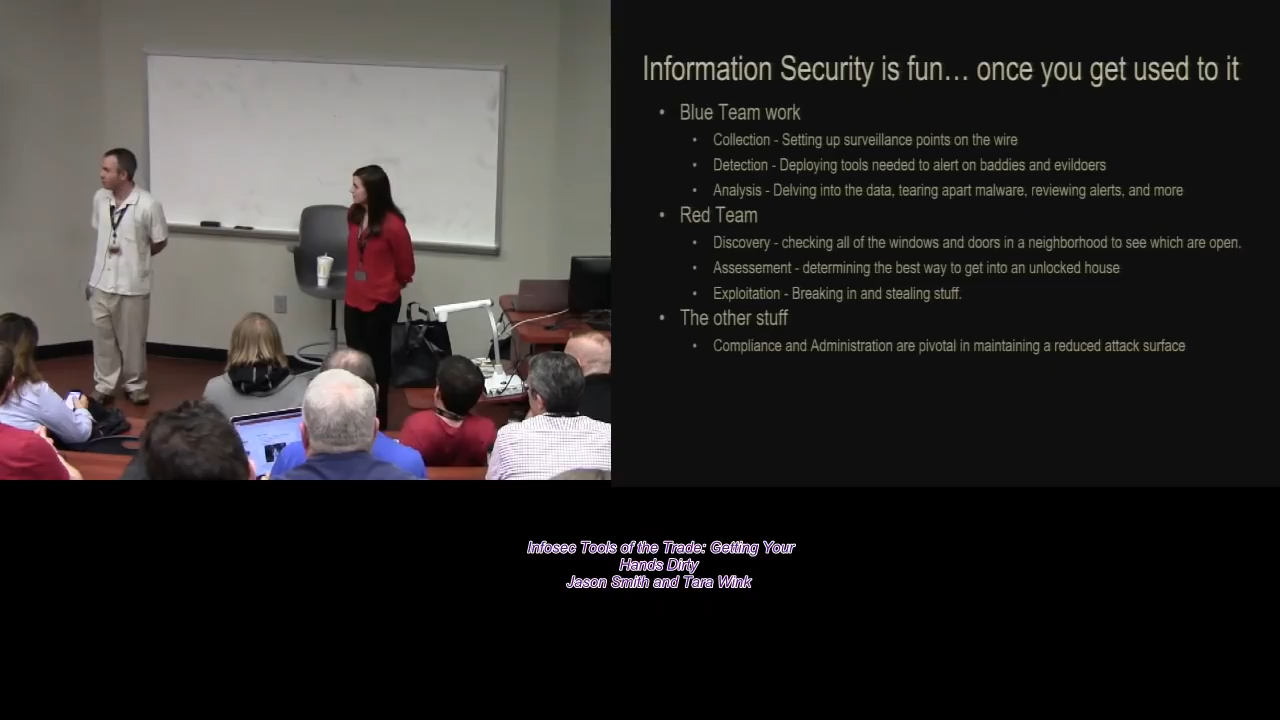 Information Security is fun… once you get used to it
• Blue Team work
• Collection - Setting up surveillance points on the wire
• Detection - Deploying tools needed to alert on baddies and evildoers
• Analysis - Delving into the data, tearing apart malware, reviewing alerts, and more
• Red Team
• Discovery - checking all of the windows and doors in a neighborhood to see which are open.
• Assessement - determining the best way to get into an unlocked house
• Exploitation - Breaking in and stealing stuff.
• The other stuff
• Compliance and Administration are pivotal in maintaining a reduced attack surface
Infosec Tools of the Trade: Getting Your
Hands Dirty
Jason Smith and Tara Wink